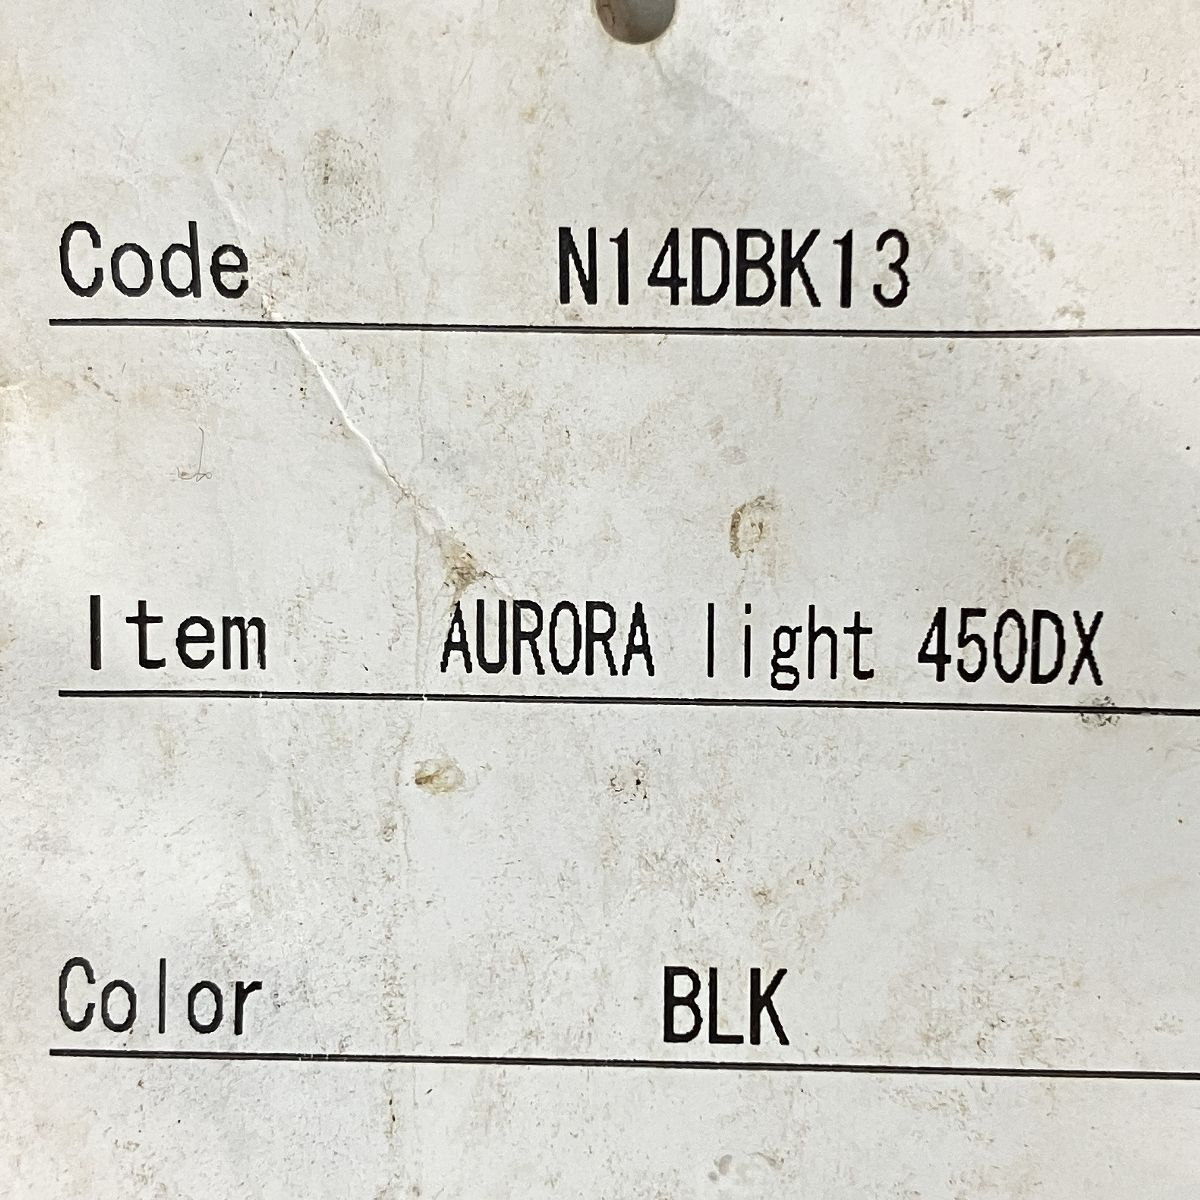 Code N14DBK13
Item AURORA light 450DX
Color BLK